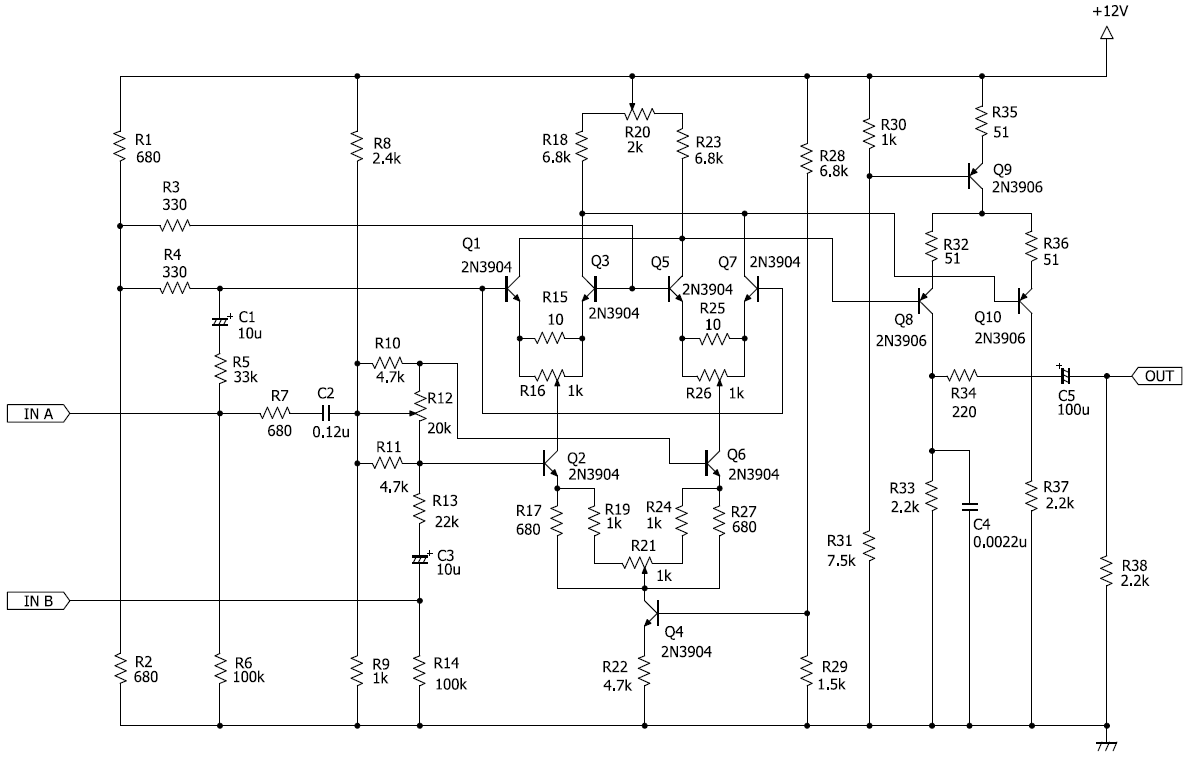 +12V
R1
680
R8
2.4k
R18
6.8k
R20
2k
R23
6.8k
R28
6.8k
R30
1k
R35
51
Q9
2N3906
R3
330
R4
330
Q1
2N3904
Q3
2N3904
Q5
2N3904
Q7
2N3904
R32
51
R36
51
C1
10u
R15
10
R25
10
Q8
2N3906
Q10
2N3906
R5
33k
R10
4.7k
R16
1k
R26
1k
R34
220
C5
100u
OUT
IN A
R7
680
C2
0.12u
R12
20k
R11
4.7k
Q2
2N3904
Q6
2N3904
R13
22k
R17
680
R19
1k
R24
1k
R27
680
R33
2.2k
C4
0.0022u
R37
2.2k
C3
10u
R21
1k
R31
7.5k
R38
2.2k
IN B
Q4
2N3904
R2
680
R6
100k
R9
1k
R14
100k
R22
4.7k
R29
1.5k